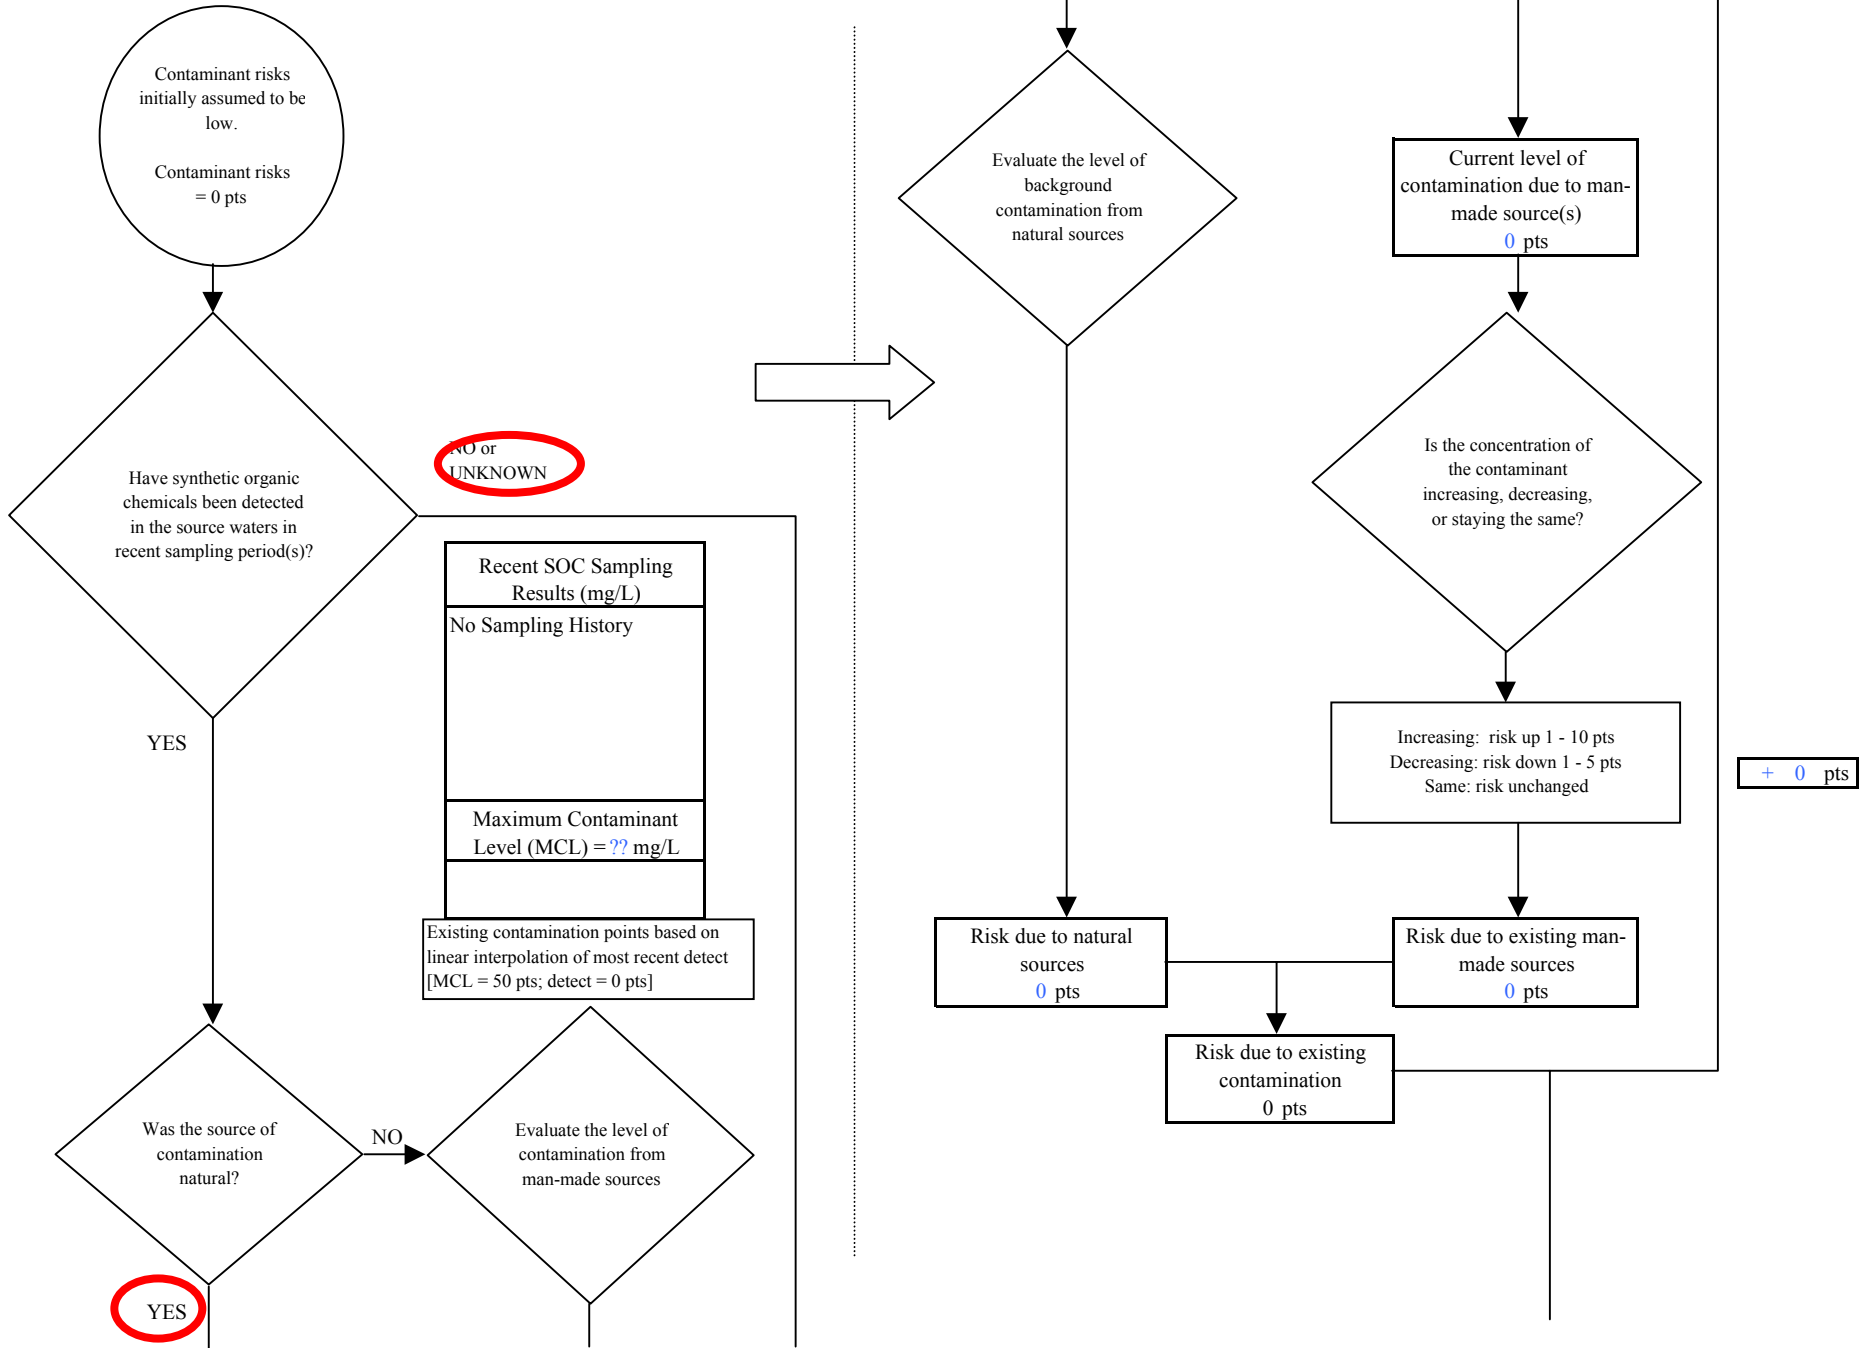 Contaminant risks
initially assumed to be
low.
Contaminant risks
= 0 pts
Have synthetic organic
chemicals been detected
in the source waters in
recent sampling period(s)?
NO or
UNKNOWN
YES
Recent SOC Sampling
Results (mg/L)
No Sampling History
Maximum Contaminant
Level (MCL) = ?? mg/L
Existing contamination points based on
linear interpolation of most recent detect
[MCL = 50 pts; detect = 0 pts]
Was the source of
contamination
natural?
NO
Evaluate the level of
contamination from
man-made sources
YES
Evaluate the level of
background
contamination from
natural sources
Current level of
contamination due to man-
made source(s)
0 pts
Is the concentration of
the contaminant
increasing, decreasing,
or staying the same?
Increasing: risk up 1 - 10 pts
Decreasing: risk down 1 - 5 pts
Same: risk unchanged
+ 0 pts
Risk due to natural
sources
0 pts
Risk due to existing man-
made sources
0 pts
Risk due to existing
contamination
0 pts